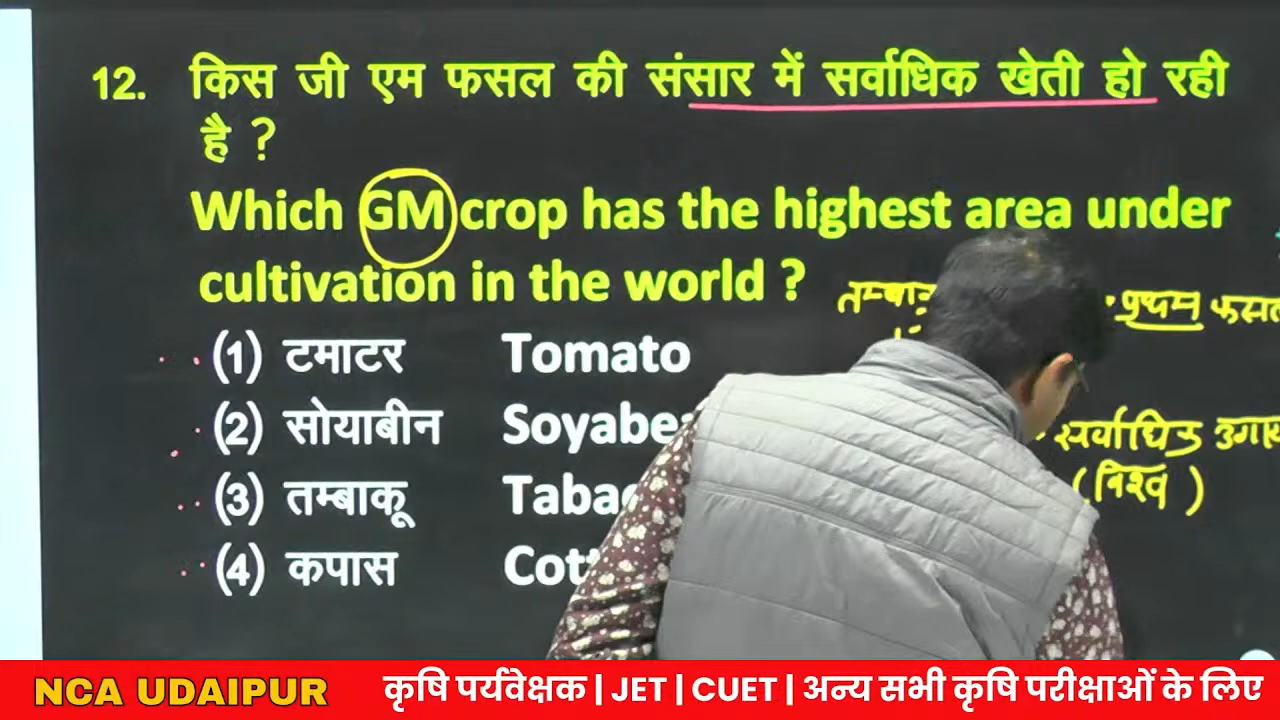 12. किस जी एम फसल की संसार में सर्वाधिक खेती हो रही
है ?
Which GM crop has the highest area under
cultivation in the world ?
प्रथम
(1) टमाटर Tomato
(2) सोयाबीन
सर्वाधिक
(विश्व)
(3) तम्बाकू
(4) कपास
NCA UDAIPUR कृषि पर्यवेक्षक | JET | CUET | अन्य सभी कृषि परीक्षाओं के लिए